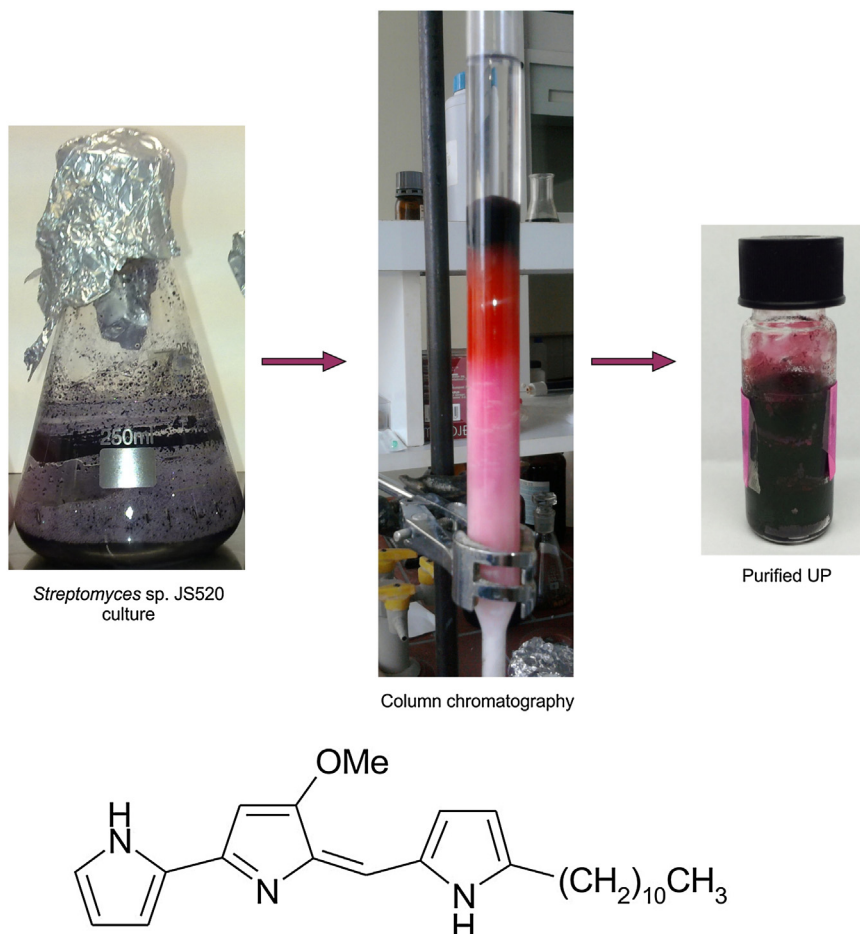 250ml
Streptomyces sp. JS520
culture
Column chromatography
Purified UP
OMe
H
N
N
N
H
(CH2)10CH3